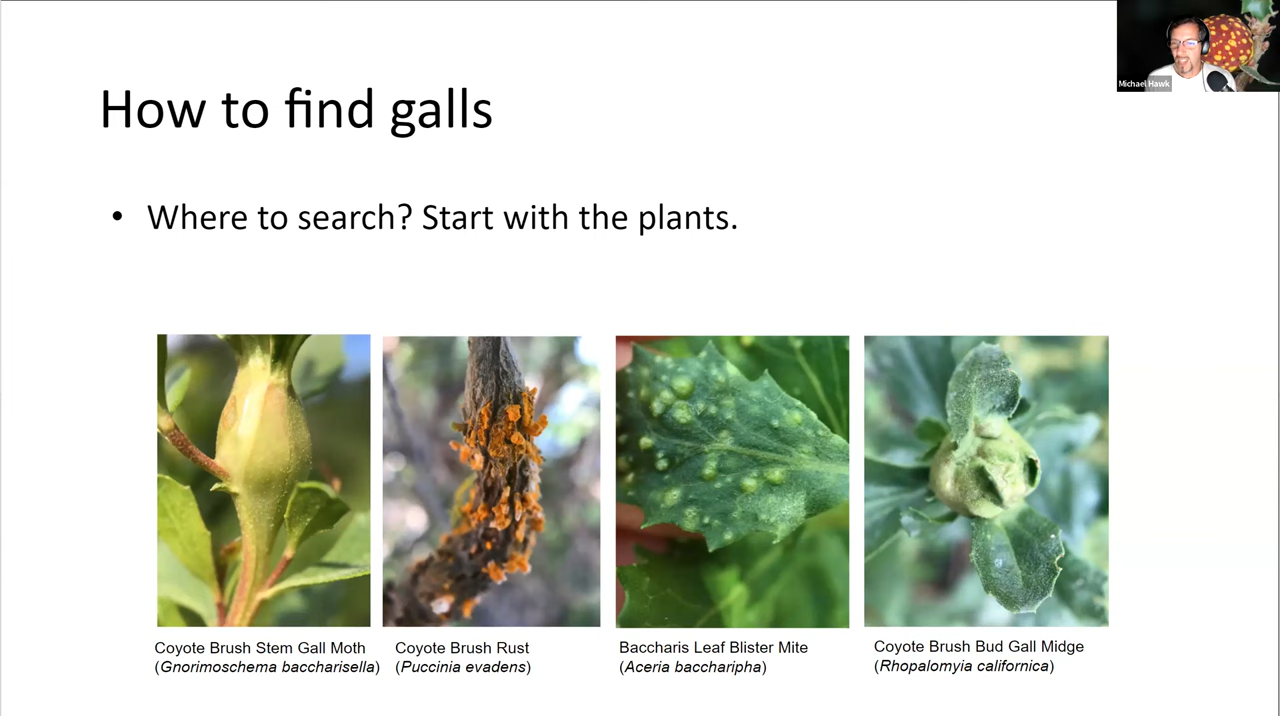 Michael Hawk
How to find galls
• Where to search? Start with the plants.
Coyote Brush Stem Gall Moth
(Gnorimoschema baccharisella)
Coyote Brush Rust
(Puccinia evadens)
Baccharis Leaf Blister Mite
(Aceria baccharipha)
Coyote Brush Bud Gall Midge
(Rhopalomyia californica)